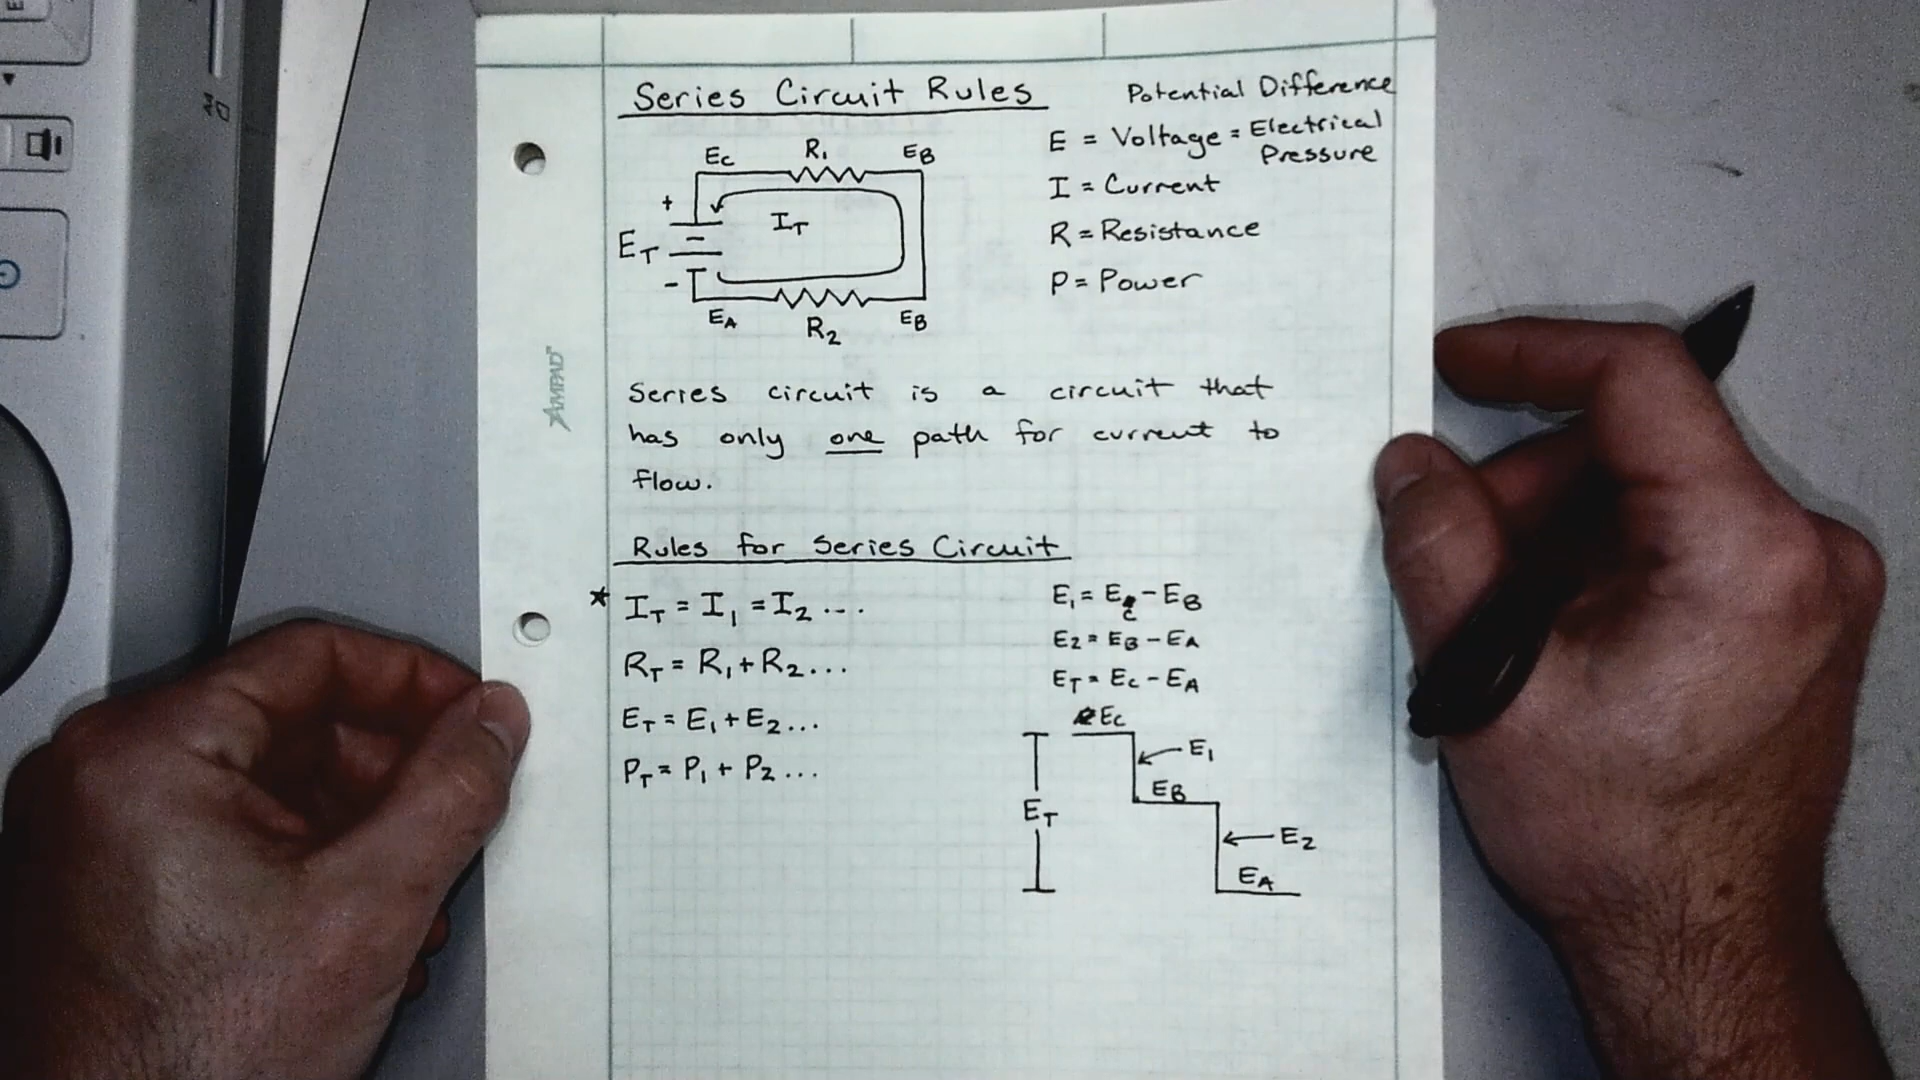 Series Circuit Rules
Potential Difference
E = Voltage = Electrical
Pressure
I = Current
R = Resistance
P = Power
Ec R1 EB
+
ET IT
-
EA R2 EB
AMPAD
Series circuit is a circuit that
has only one path for current to
flow.
Rules for Series Circuit
* IT = I1 = I2 ...
RT = R1 + R2 ...
ET = E1 + E2 ...
PT = P1 + P2 ...
E1 = Ec - EB
E2 = EB - EA
ET = Ec - EA
Ec
E1
EB
ET
E2
EA